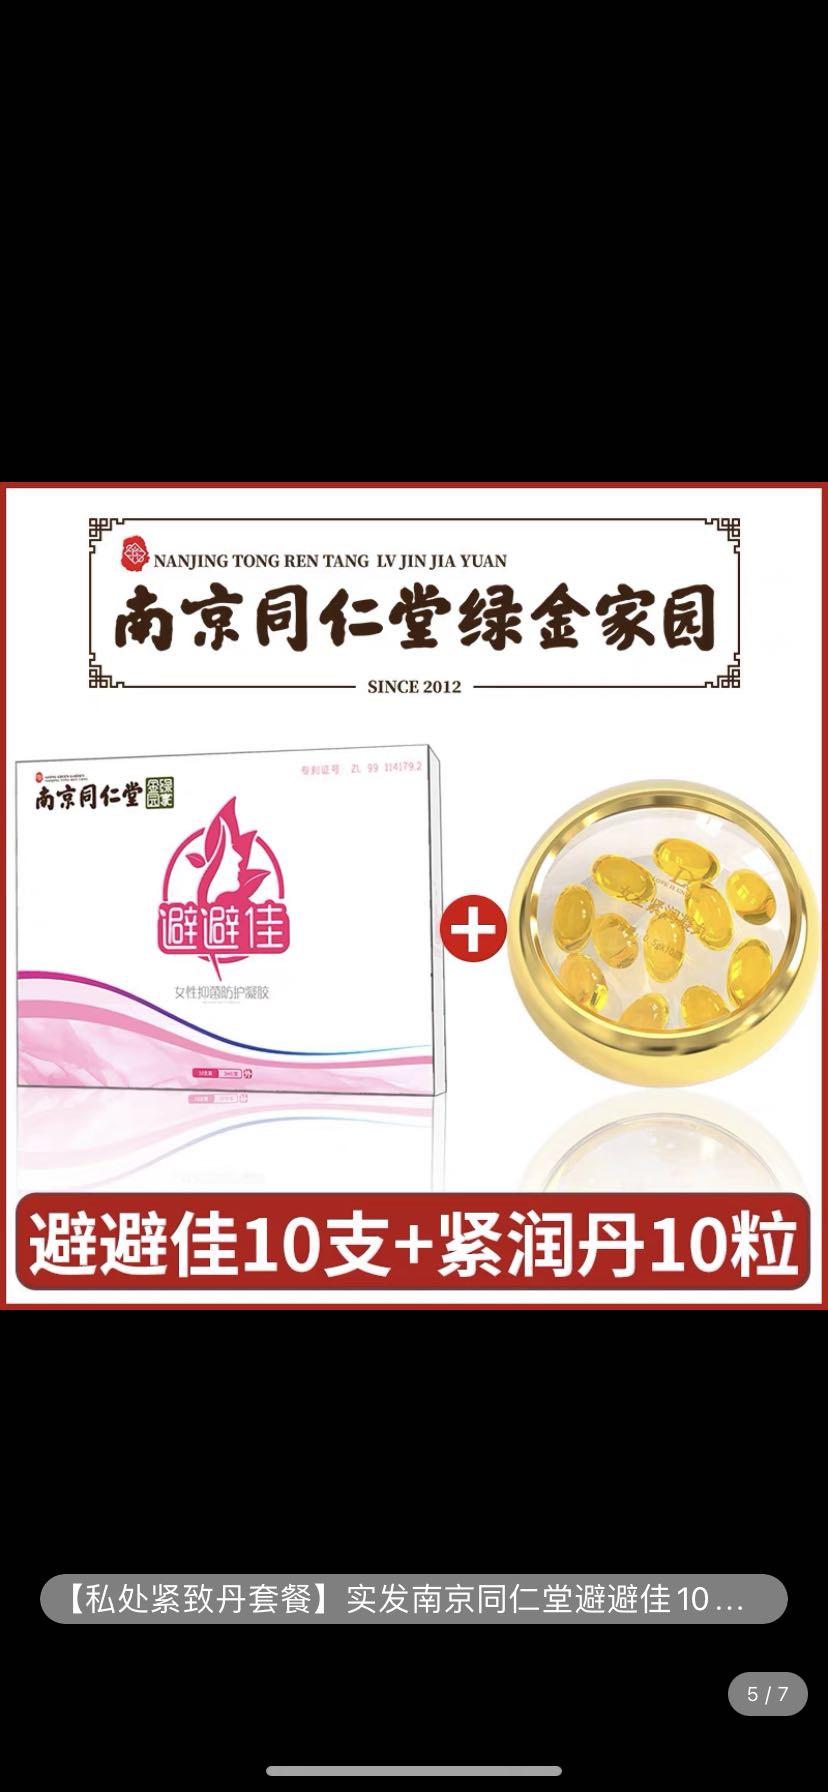 NANJING TONG REN TANG LV JIN JIA YUAN
南京同仁堂绿金家园
SINCE 2012
专利证号 ZL 99 114179.2
南京同仁堂
绿金家园
避避佳
女性抑菌防护凝胶
避避佳10支+紧润丹10粒
【私处紧致丹套餐】实发南京同仁堂避避佳10...
5 / 7